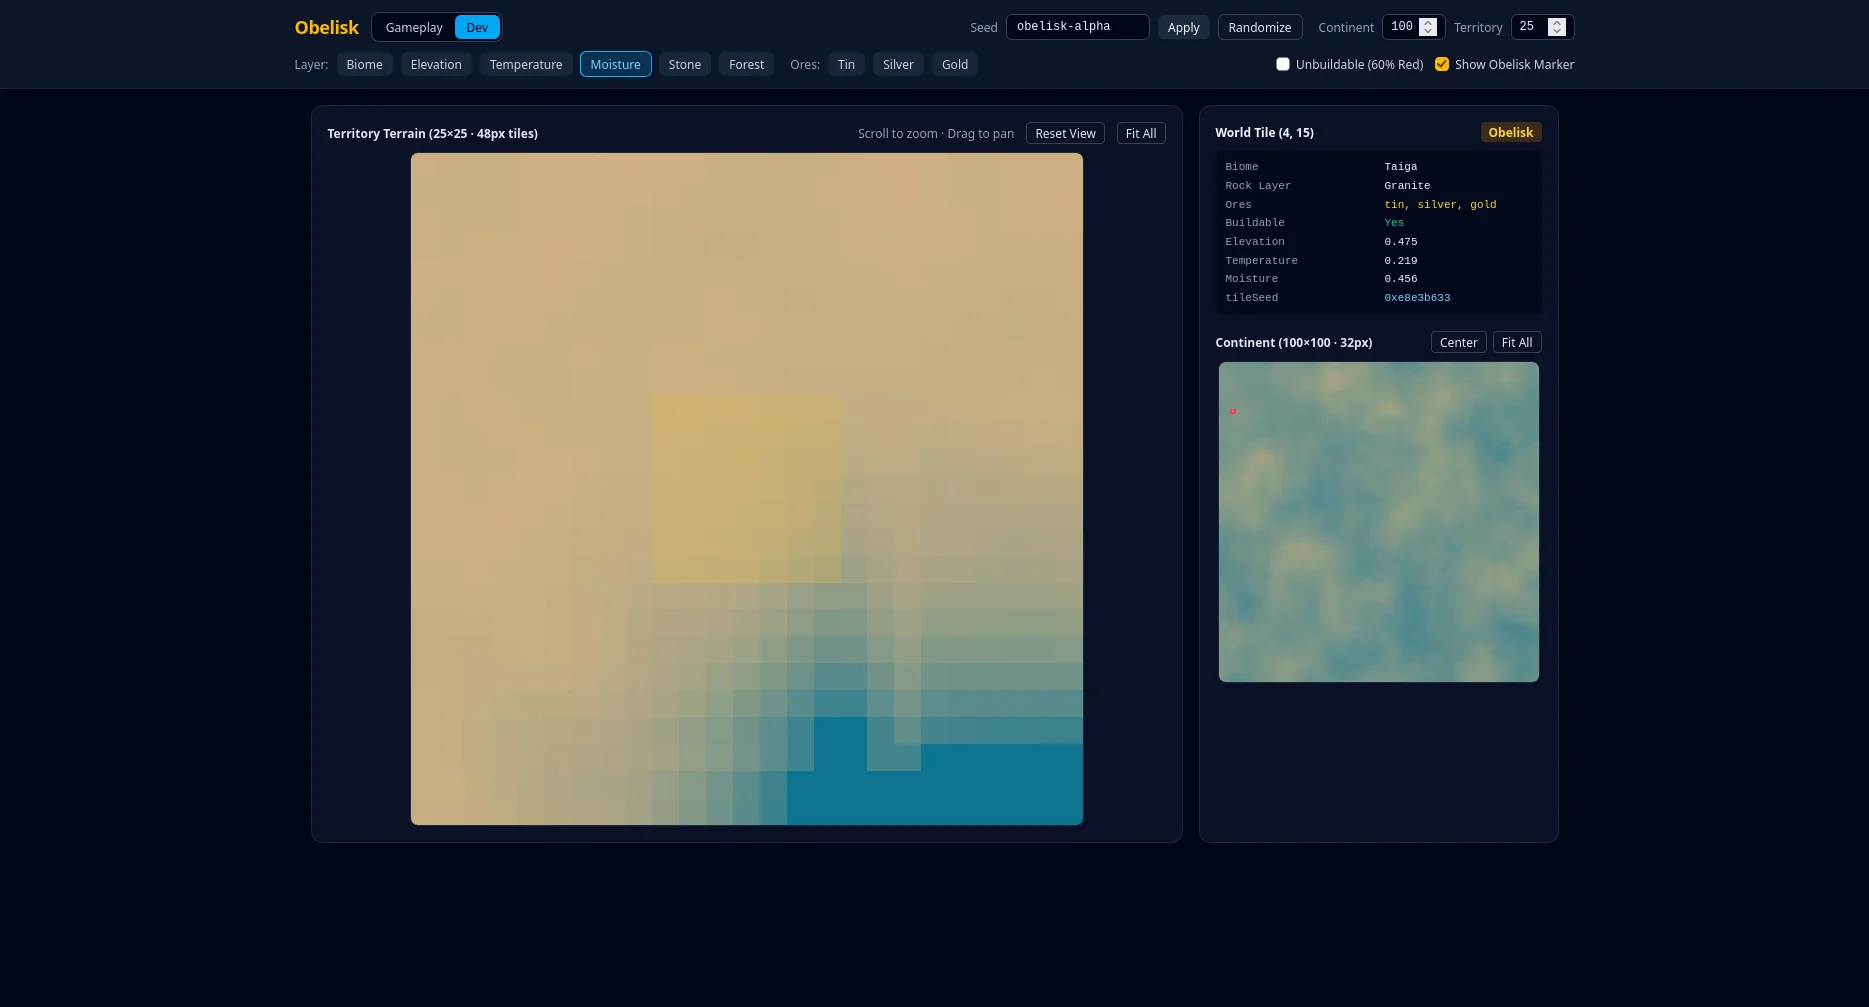 Obelisk Gameplay Dev Seed obelisk-alpha Apply Randomize Continent 100 Territory 25
Layer: Biome Elevation Temperature Moisture Stone Forest Ores: Tin Silver Gold Unbuildable (60% Red) Show Obelisk Marker
Territory Terrain (25×25 · 48px tiles) Scroll to zoom · Drag to pan Reset View Fit All
World Tile (4, 15) Obelisk
Biome Taiga
Rock Layer Granite
Ores tin, silver, gold
Buildable Yes
Elevation 0.475
Temperature 0.219
Moisture 0.456
tileSeed 0xe8e3b633
Continent (100×100 · 32px) Center Fit All